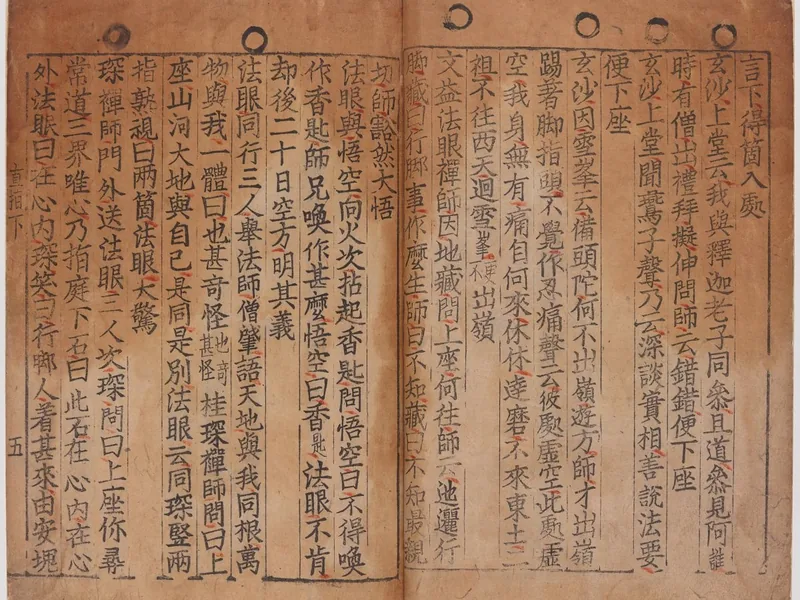 言下得箇入處
玄沙上堂云我與釋迦老子同叅且道叅見阿誰
時有僧出禮拜擬伸問師云錯錯便下座
玄沙上堂聞鷰子聲乃云深談實相善說法要
便下座
玄沙因雪峯云備頭陀何不出嶺遊方師才出嶺
踢著脚指頭不覺作忍痛聲云彼處虛空此處虛
空我身無有痛自何來休休達磨不來東土二
祖不往西天迴雪峯更不出嶺
文益法眼禪師因地藏問上座何往師云池邐行
脚藏曰行脚事作麼生師曰不知藏曰不知最親
切師豁然大悟
法眼與悟空向火次拈起香匙問悟空曰不得喚
作香匙師兄喚作甚麼悟空曰香匙法眼不肯
却後二十日空方明其義
法眼同行三人舉法師僧肇語天地與我同根萬
物與我一體曰也甚奇怪也奇甚怪桂琛禪師問曰上
座山河大地與自己是同是別法眼云同琛竪兩
指熟視曰兩箇法眼大驚
琛禪師門外送法眼三人次琛問曰上座你尋
常道三界唯心乃指庭下石曰此石在心內在心
外法眼曰在心內琛笑曰行脚人着甚來由安塊
直指下 五